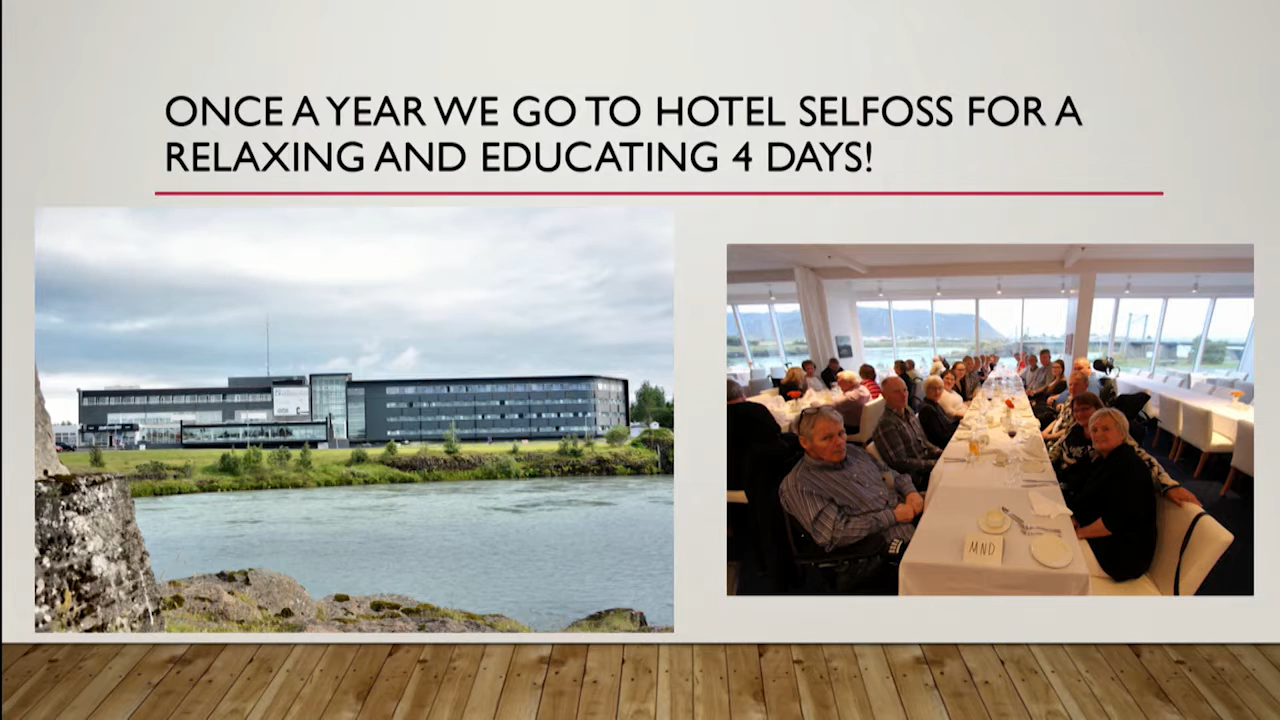 ONCE A YEAR WE GO TO HOTEL SELFOSS FOR A
RELAXING AND EDUCATING 4 DAYS!
MND